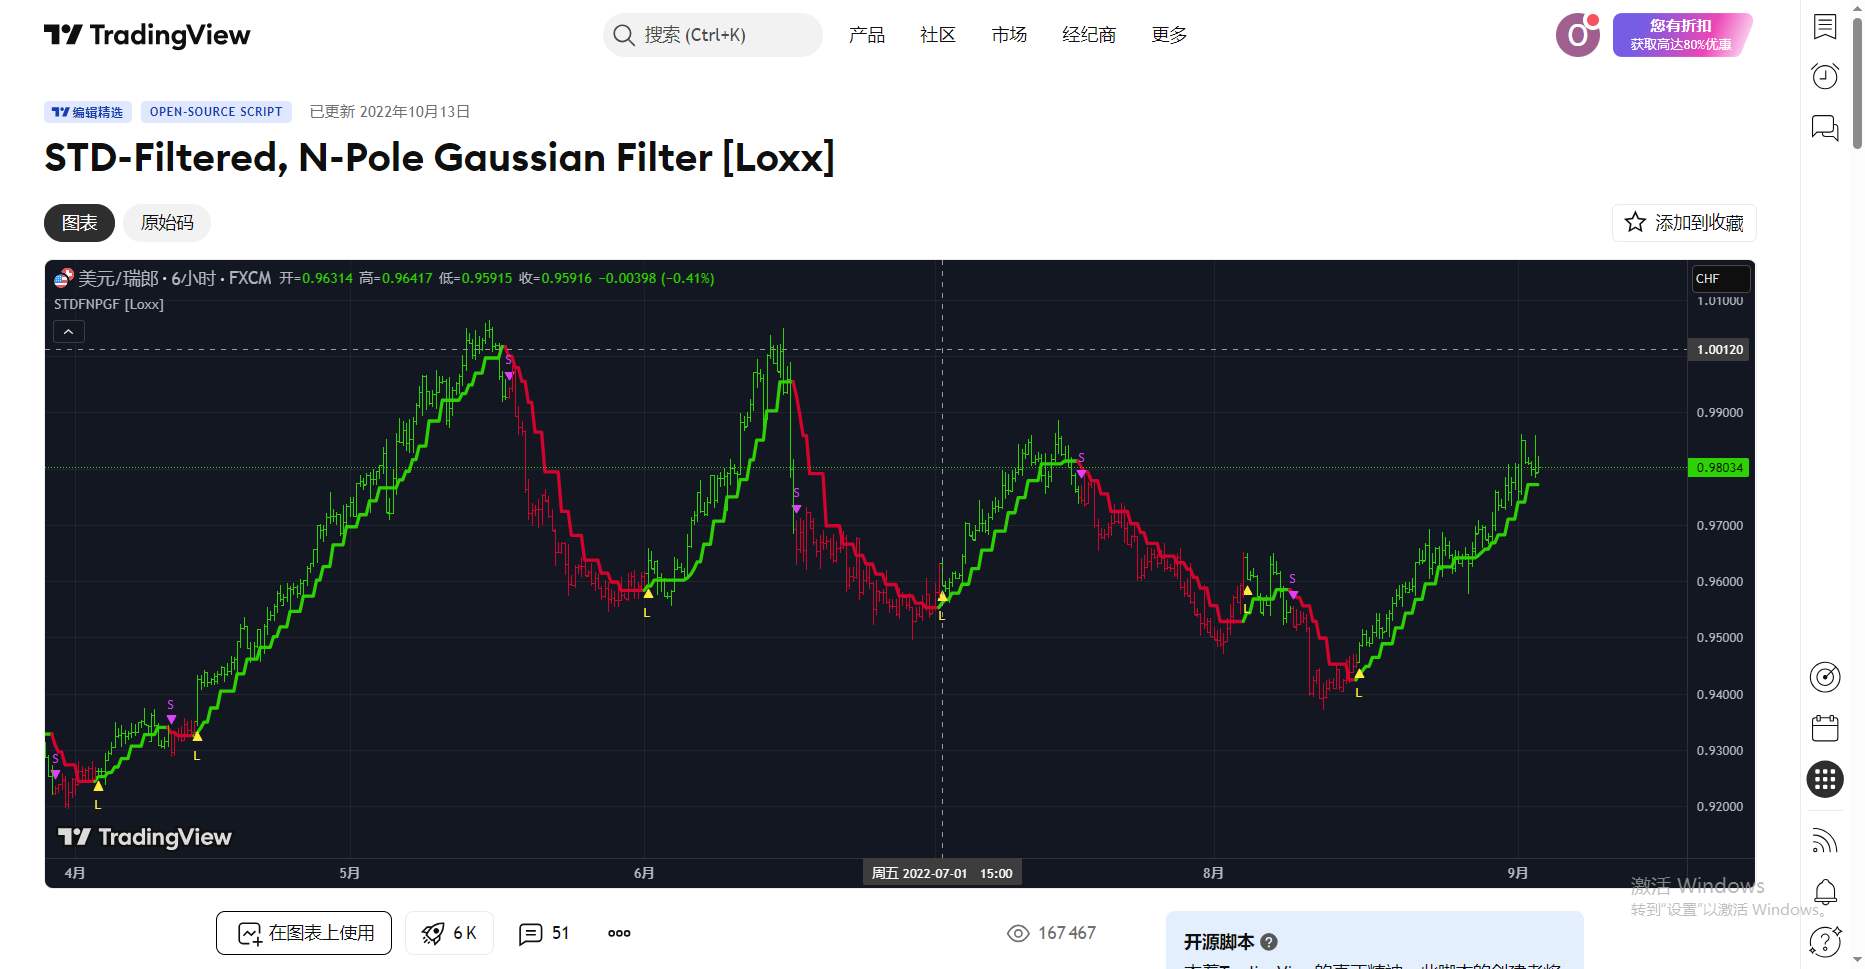 TradingView
搜索 (Ctrl+K)
产品
社区
市场
经纪商
更多
O
您有折扣
获取高达80%优惠
编辑精选
OPEN-SOURCE SCRIPT
已更新 2022年10月13日
STD-Filtered, N-Pole Gaussian Filter [Loxx]
图表
原始码
添加到收藏
美元/瑞郎 · 6小时 · FXCM 开=0.96314 高=0.96417 低=0.95915 收=0.95916 −0.00398 (−0.41%)
CHF
STDFNPGF [Loxx]
1.01000
1.00120
0.99000
0.98034
0.97000
0.96000
0.95000
0.94000
0.93000
0.92000
S
L
S
L
S
L
S
L
S
L
S
L
TradingView
4月
5月
6月
周五 2022-07-01 15:00
8月
9月
激活 Windows
转到“设置”以激活 Windows。
在图表上使用
6 K
51
167 467
开源脚本